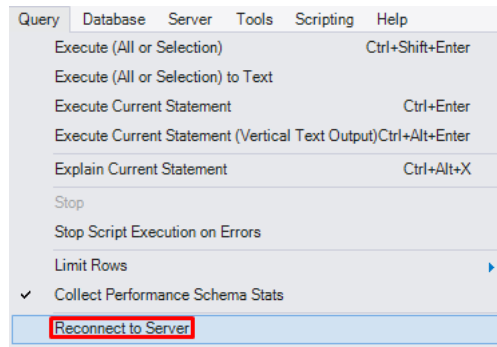 Query Database Server Tools Scripting Help
Execute (All or Selection) Ctrl+Shift+Enter
Execute (All or Selection) to Text
Execute Current Statement Ctrl+Enter
Execute Current Statement (Vertical Text Output)Ctrl+Alt+Enter
Explain Current Statement Ctrl+Alt+X
Stop
Stop Script Execution on Errors
Limit Rows
Collect Performance Schema Stats
Reconnect to Server